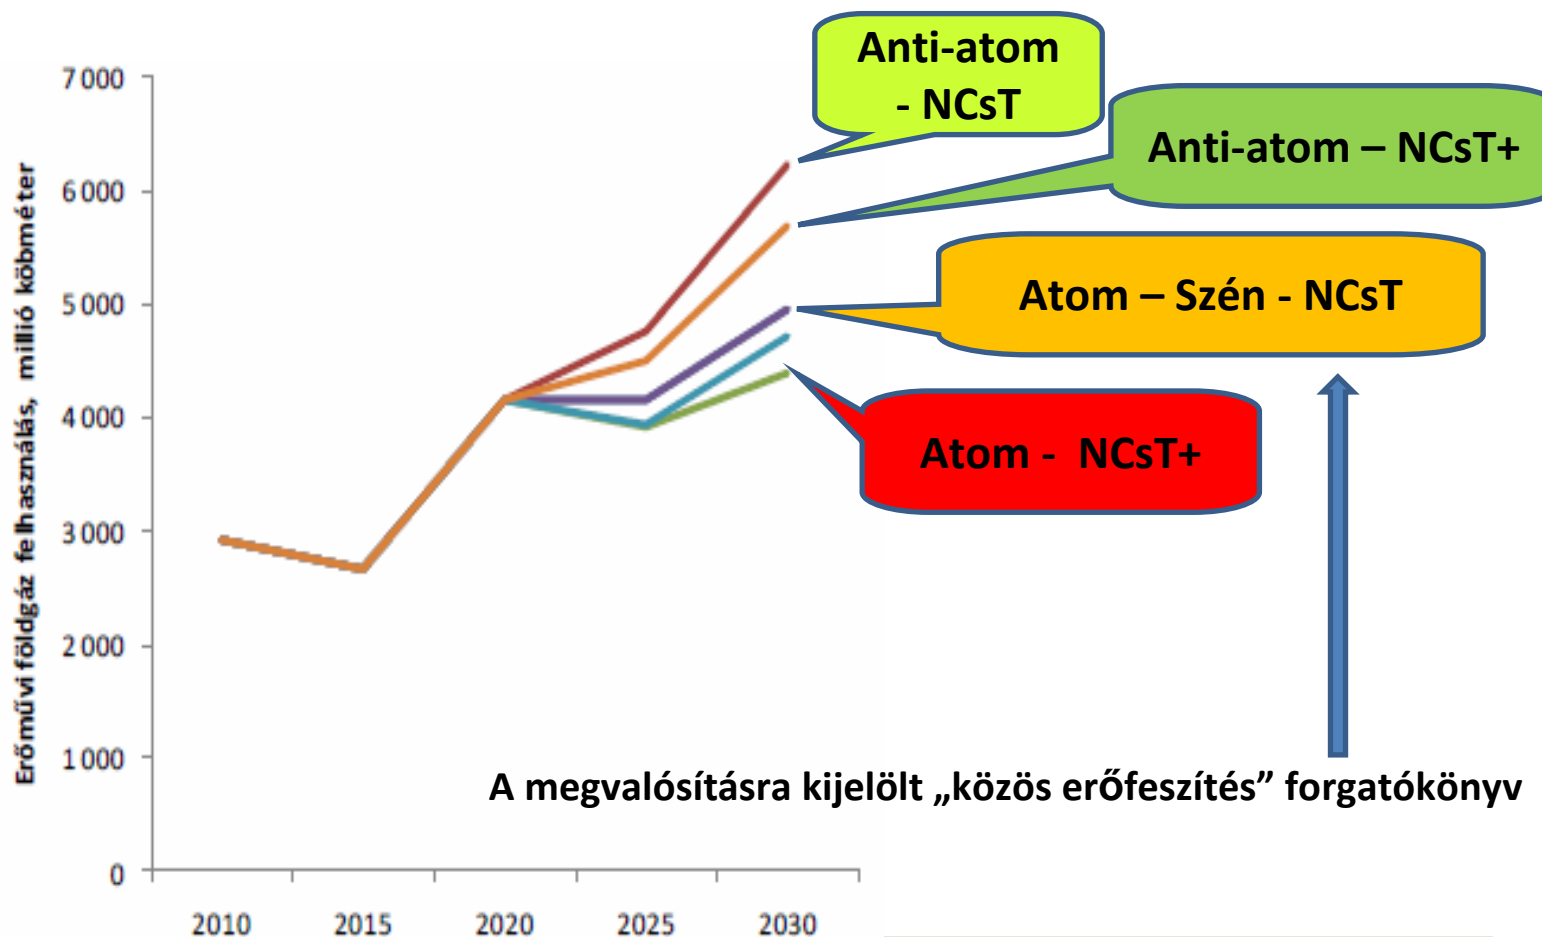 Erőművi földgáz felhasználás, millió köbméter
7 000
6 000
5 000
4 000
3 000
2 000
1 000
0
2010 2015 2020 2025 2030
Anti-atom
- NCsT
Anti-atom – NCsT+
Atom – Szén - NCsT
Atom - NCsT+
A megvalósításra kijelölt „közös erőfeszítés” forgatókönyv